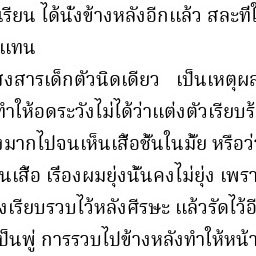 เรียน ได้นั่งข้างหลังอีกแล้ว สละที่ใ
แทน
สงสารเด็กตัวนิดเดียว เป็นเหตุผล
ทำให้อดระวังไม่ได้ว่าแต่งตัวเรียบร้
งมากไปจนเห็นเสื้อชั้นในมั้ย หรือว่
นเสื้อ เรื่องผมยุ่งนั้นคงไม่ยุ่ง เพรา
งเรียบรวบไว้หลังศีรษะ แล้วรัดไว้อี
ป็นพู่ การรวบไปข้างหลังทำให้หน้า